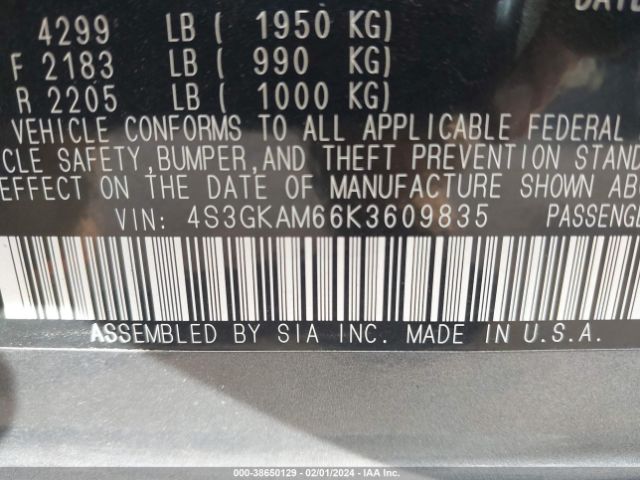 4299 LB ( 1950 KG)
F 2183 LB ( 990 KG)
R 2205 LB ( 1000 KG)
VEHICLE CONFORMS TO ALL APPLICABLE FEDERAL
CLE SAFETY,BUMPER,AND THEFT PREVENTION STAND
EFFECT ON THE DATE OF MANUFACTURE SHOWN AB
VIN: 4S3GKAM66K3609835 PASSENGE
ASSEMBLED BY SIA INC. MADE IN U.S.A.
000-38650129 - 02/01/2024 - IAA Inc.